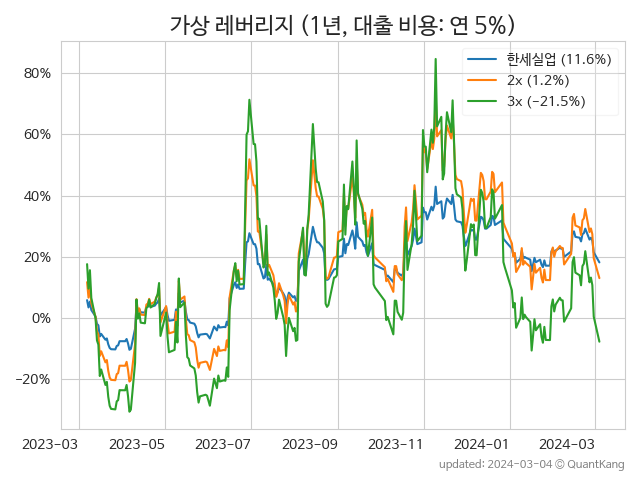 가상 레버리지 (1년, 대출 비용: 연 5%)
한세실업 (11.6%)
2x (1.2%)
3x (−21.5%)
80%
60%
40%
20%
0%
−20%
2023−03 2023−05 2023−07 2023−09 2023−11 2024−01 2024−03
updated: 2024−03−04 © QuantKang